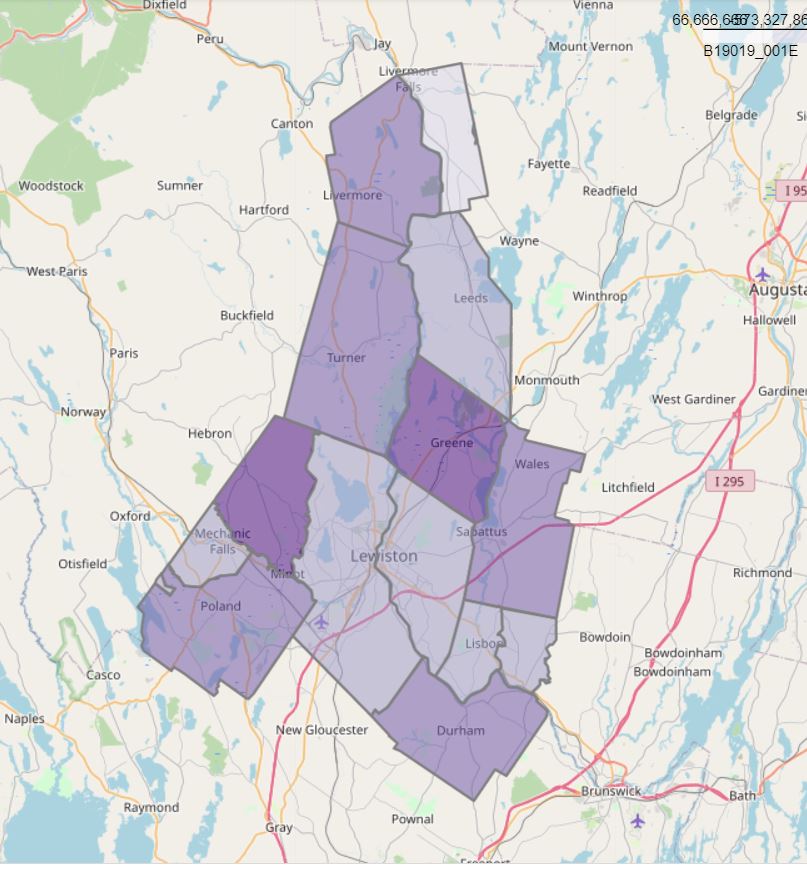 Dixfield
Vienna
66,666,646
B19019_001E
Peru
Jay
Mount Vernon
Livermore
Falls
Canton
Belgrade
Fayette
I 95
Woodstock
Sumner
Livermore
Readfield
Hartford
Wayne
West Paris
Augusta
Leeds
Winthrop
Buckfield
Hallowell
Paris
Turner
Monmouth
Gardiner
Norway
West Gardiner
Hebron
Greene
Wales
I 295
Litchfield
Oxford
Mechanic
Falls
Sabattus
Otisfield
Lewiston
Minot
Richmond
Poland
Bowdoin
Lisbon
Bowdoinham
Casco
Bowdoinham
Naples
New Gloucester
Durham
Raymond
Brunswick
Bath
Pownal
Gray
Freeport